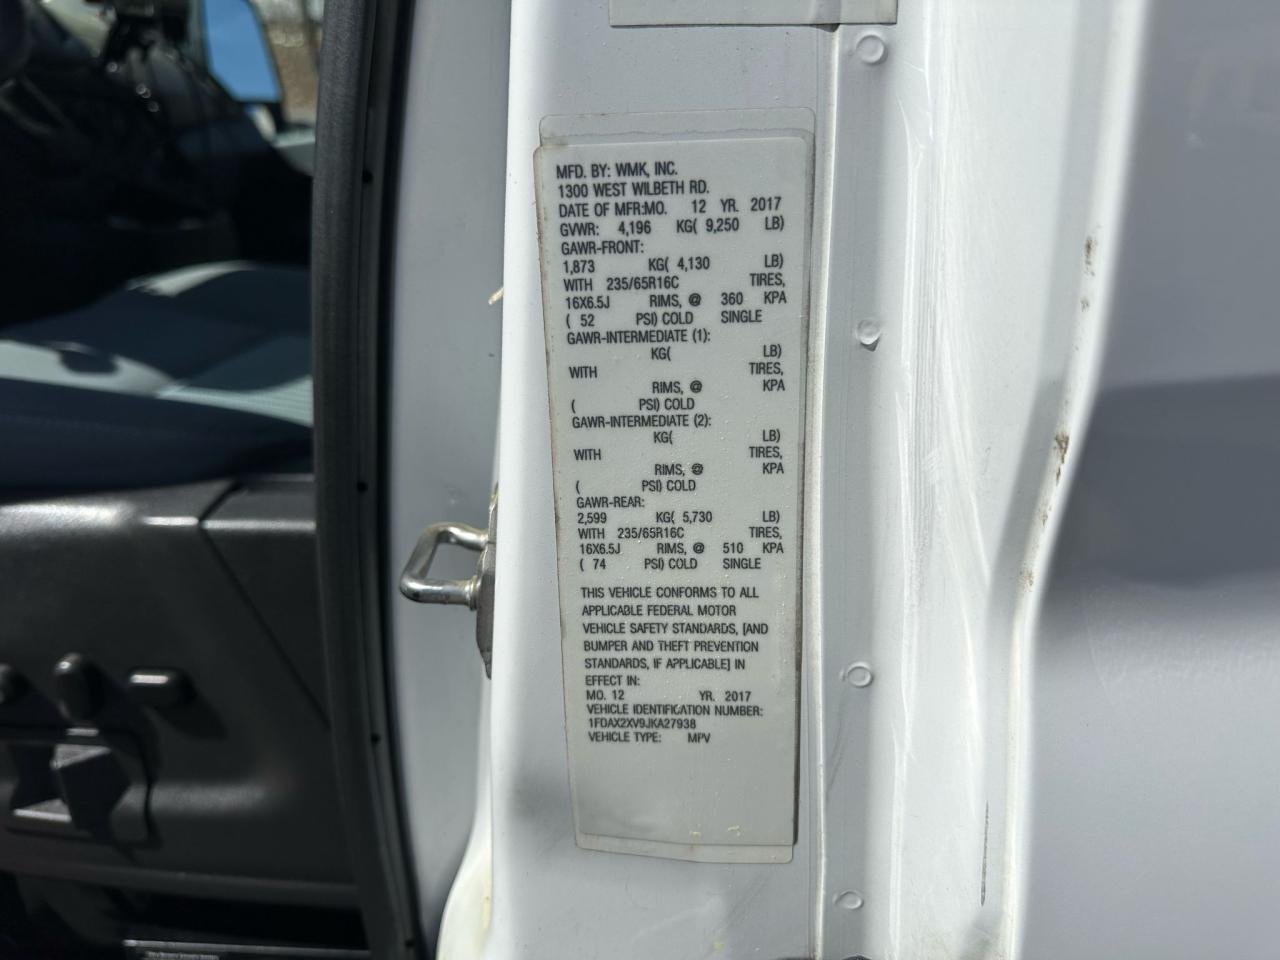 MFD. BY: WMK, INC.
1300 WEST WILBETH RD.
DATE OF MFR:MO. 12 YR. 2017
GVWR: 4,196 KG( 9,250 LB)
GAWR-FRONT:
1,873 KG( 4,130 LB)
WITH 235/65R16C TIRES,
16X6.5J RIMS, @ 360 KPA
( 52 PSI) COLD SINGLE
GAWR-INTERMEDIATE (1):
KG( LB)
WITH TIRES,
RIMS, @ KPA
( PSI) COLD
GAWR-INTERMEDIATE (2):
KG( LB)
WITH TIRES,
RIMS, @ KPA
( PSI) COLD
GAWR-REAR:
2,599 KG( 5,730 LB)
WITH 235/65R16C TIRES,
16X6.5J RIMS, @ 510 KPA
( 74 PSI) COLD SINGLE
THIS VEHICLE CONFORMS TO ALL
APPLICABLE FEDERAL MOTOR
VEHICLE SAFETY STANDARDS, [AND
BUMPER AND THEFT PREVENTION
STANDARDS, IF APPLICABLE] IN
EFFECT IN:
MO. 12 YR. 2017
VEHICLE IDENTIFICATION NUMBER:
1FDAX2XV9JKA27938
VEHICLE TYPE: MPV